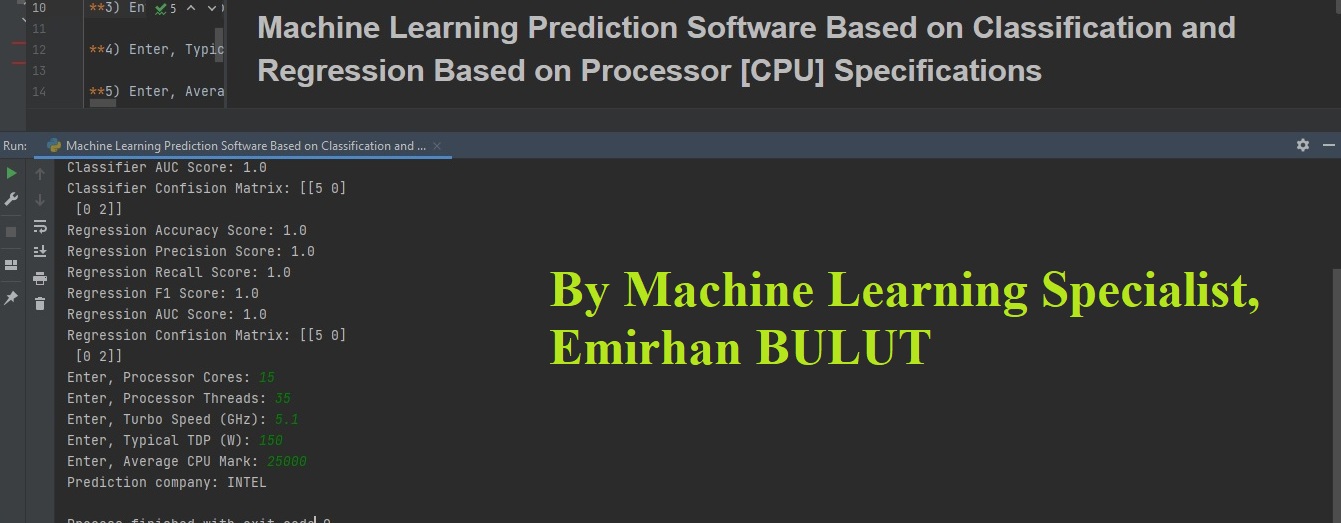 10 **3) En 5
11
12 **4) Enter, Typic
13
14 **5) Enter, Avera
Machine Learning Prediction Software Based on Classification and
Regression Based on Processor [CPU] Specifications
Run: Machine Learning Prediction Software Based on Classification and ...
Classifier AUC Score: 1.0
Classifier Confision Matrix: [[5 0]
[0 2]]
Regression Accuracy Score: 1.0
Regression Precision Score: 1.0
Regression Recall Score: 1.0
Regression F1 Score: 1.0
Regression AUC Score: 1.0
Regression Confision Matrix: [[5 0]
[0 2]]
Enter, Processor Cores: 15
Enter, Processor Threads: 35
Enter, Turbo Speed (GHz): 5.1
Enter, Typical TDP (W): 150
Enter, Average CPU Mark: 25000
Prediction company: INTEL
Process finished with exit code 0
By Machine Learning Specialist,
Emirhan BULUT